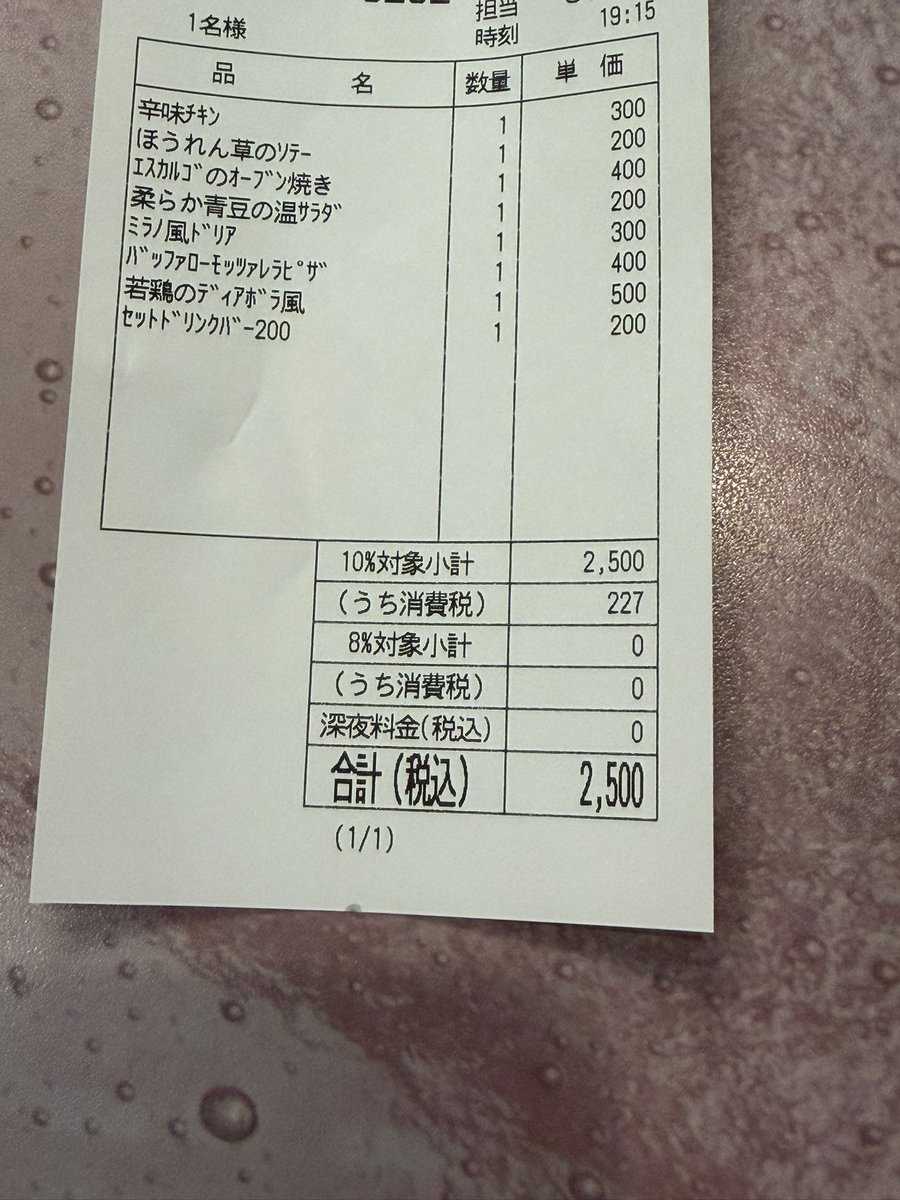 1名様
担当
時刻 19:15
品 名 数量 単価
辛味ﾁｷﾝ 1 300
ほうれん草のｿﾃｰ 1 200
ｴｽｶﾙｺﾞのｵｰﾌﾞﾝ焼き 1 400
柔らか青豆の温ｻﾗﾀﾞ 1 200
ﾐﾗﾉ風ﾄﾞﾘｱ 1 300
ﾊﾞｯﾌｧﾛｰﾓｯﾂｧﾚﾗﾋﾟｻﾞ 1 400
若鶏のﾃﾞｨｱﾎﾞﾗ風 1 500
ｾｯﾄﾄﾞﾘﾝｸﾊﾞｰ200 1 200
10%対象小計 2,500
(うち消費税) 227
8%対象小計 0
(うち消費税) 0
深夜料金(税込) 0
合計(税込) 2,500
(1/1)